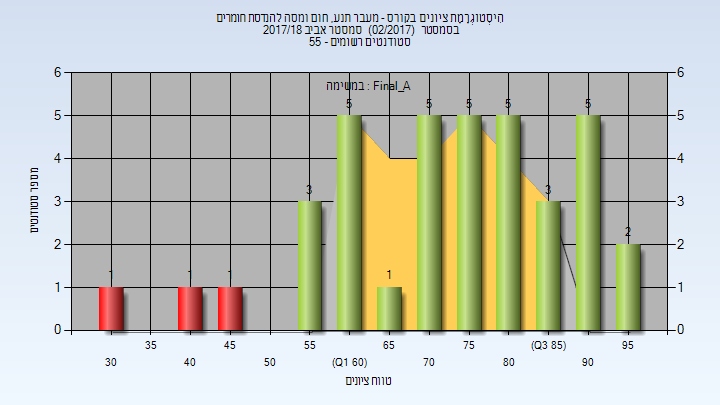 הִיסְטוֹגְרָמַת ציונים בקורס - מעבר תנע, חום ומסה להנדסת חומרים
בסמסטר (02/2017) סמסטר אביב 2017/18
סטודנטים רשומים - 55
במשימה : Final_A
6 6
5 5
4 4
3 3
2 2
1 1
0 0
מספר סטודנטים
1 1 1 3 5 1 5 5 5 3 5 2
35 45 55 65 75 (Q3 85) 95
30 40 50 (Q1 60) 70 80 90
טווח ציונים